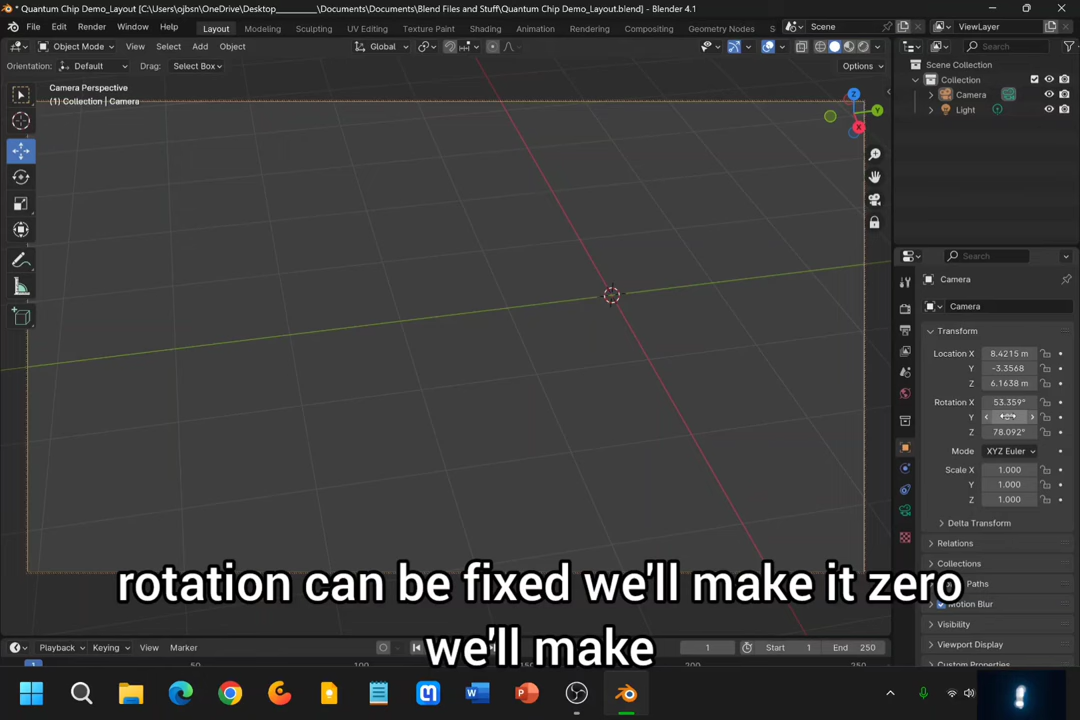 * Quantum Chip Demo_Layout [C:\Users\ojbsn\OneDrive\Desktop__________\Documents\Documents\Blend Files and Stuff\Quantum Chip Demo_Layout.blend] - Blender 4.1
File Edit Render Window Help Layout Modeling Sculpting UV Editing Texture Paint Shading Animation Rendering Compositing Geometry Nodes S Scene ViewLayer
Object Mode View Select Add Object Global Search
Orientation: Default Drag: Select Box Options
Scene Collection
Collection
Camera
Light
Camera Perspective
(1) Collection | Camera
Z
Y
X
Search
Camera
Camera
Transform
Location X 8.4215 m
Y -3.3568
Z 6.1638 m
Rotation X 53.359°
Y
Z 78.092°
Mode XYZ Euler
Scale X 1.000
Y 1.000
Z 1.000
Delta Transform
Relations
Collections
Paths
Motion Blur
Visibility
Viewport Display
Custom Properties
rotation can be fixed we'll make it zero
we'll make
Playback Keying View Marker 1 Start 1 End 250
50 100 150 200 250